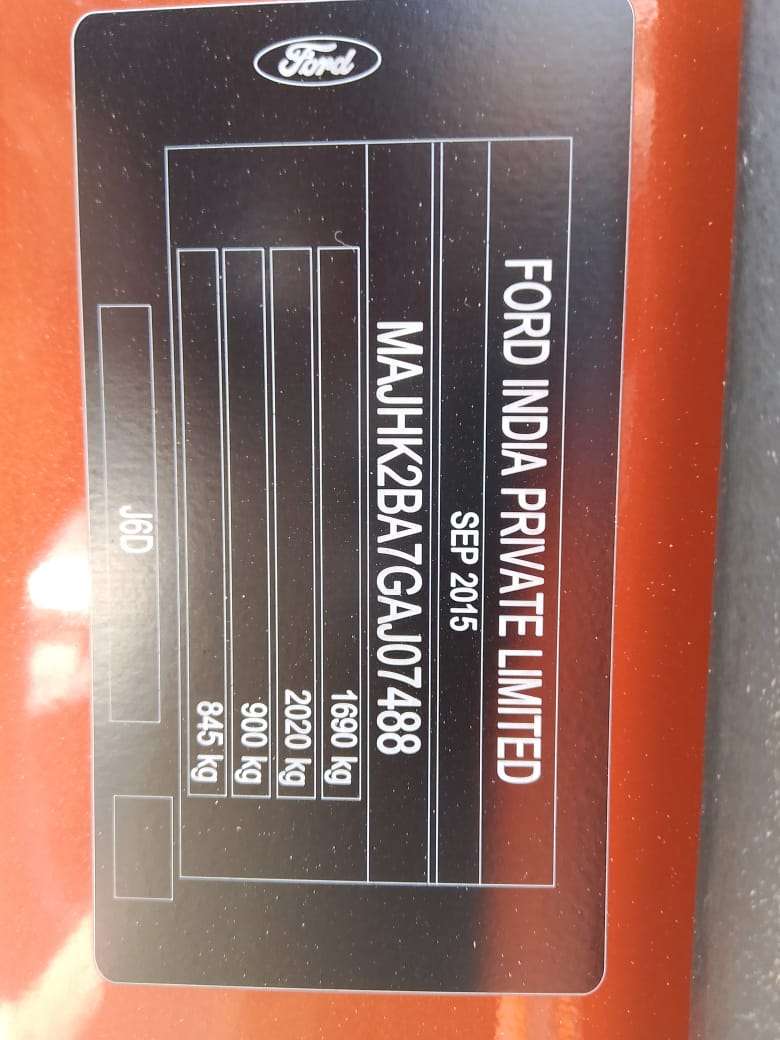 Ford
FORD INDIA PRIVATE LIMITED
SEP 2015
MAJHK2BA7GAJ07488
1690 kg
2020 kg
900 kg
845 kg
J6D